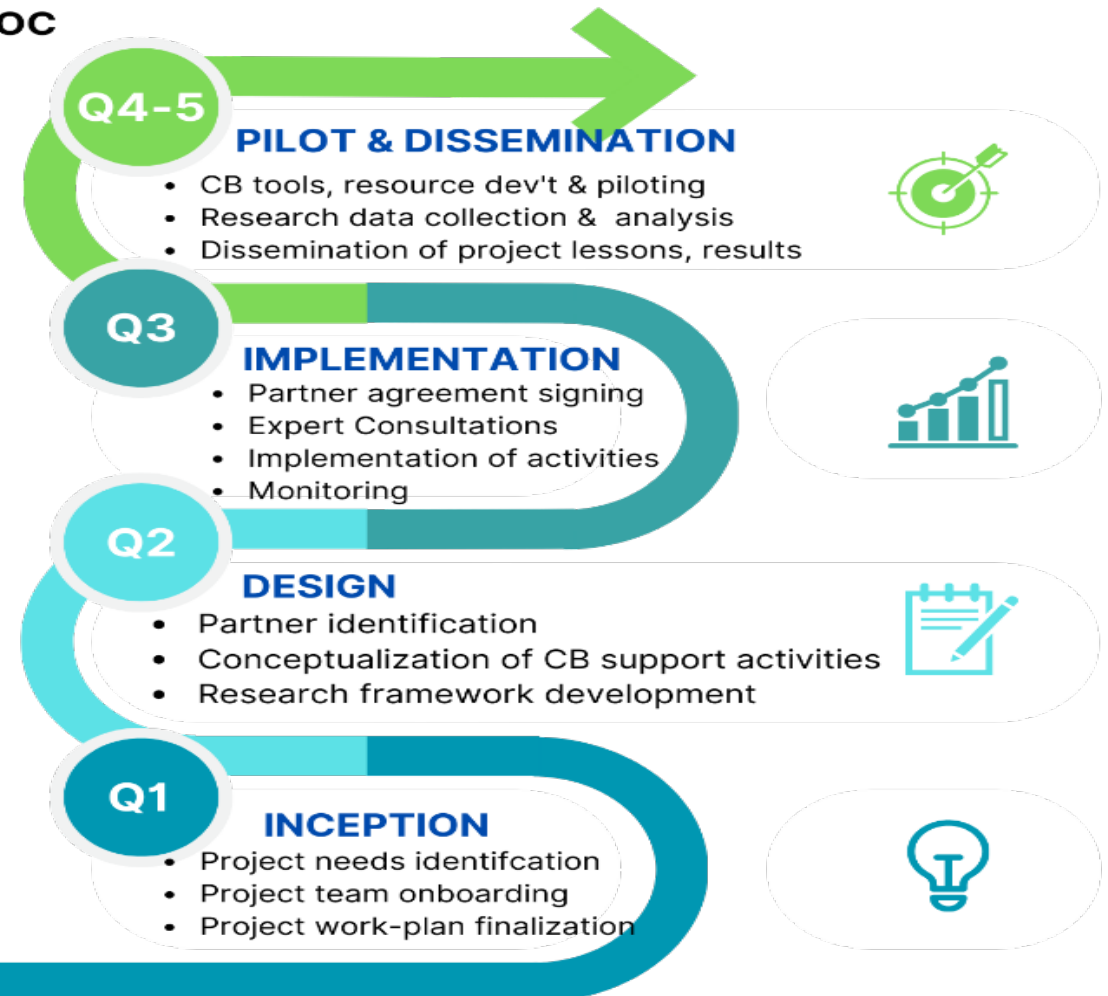 OC
Q4-5
PILOT & DISSEMINATION
• CB tools, resource dev't & piloting
• Research data collection & analysis
• Dissemination of project lessons, results
Q3
IMPLEMENTATION
• Partner agreement signing
• Expert Consultations
• Implementation of activities
• Monitoring
Q2
DESIGN
• Partner identification
• Conceptualization of CB support activities
• Research framework development
Q1
INCEPTION
• Project needs identifcation
• Project team onboarding
• Project work-plan finalization